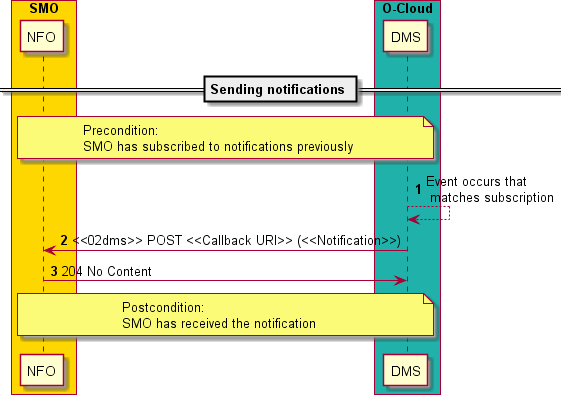 SMO
O-Cloud
NFO
DMS
Sending notifications
Precondition:
SMO has subscribed to notifications previously
1 Event occurs that
matches subscription
2 <<02dms>> POST <<Callback URI>> (<<Notification>>)
3 204 No Content
Postcondition:
SMO has received the notification
NFO
DMS